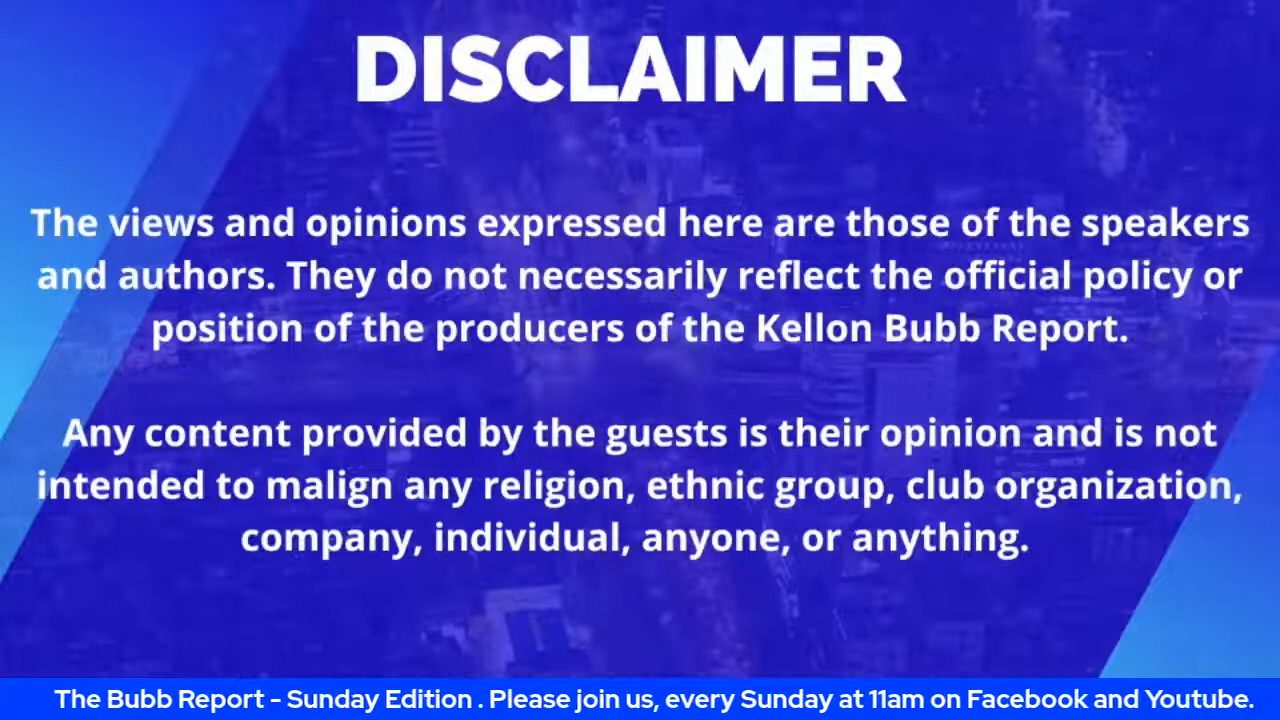 DISCLAIMER
The views and opinions expressed here are those of the speakers
and authors. They do not necessarily reflect the official policy or
position of the producers of the Kellon Bubb Report.
Any content provided by the guests is their opinion and is not
intended to malign any religion, ethnic group, club organization,
company, individual, anyone, or anything.
The Bubb Report - Sunday Edition . Please join us, every Sunday at 11am on Facebook and Youtube.